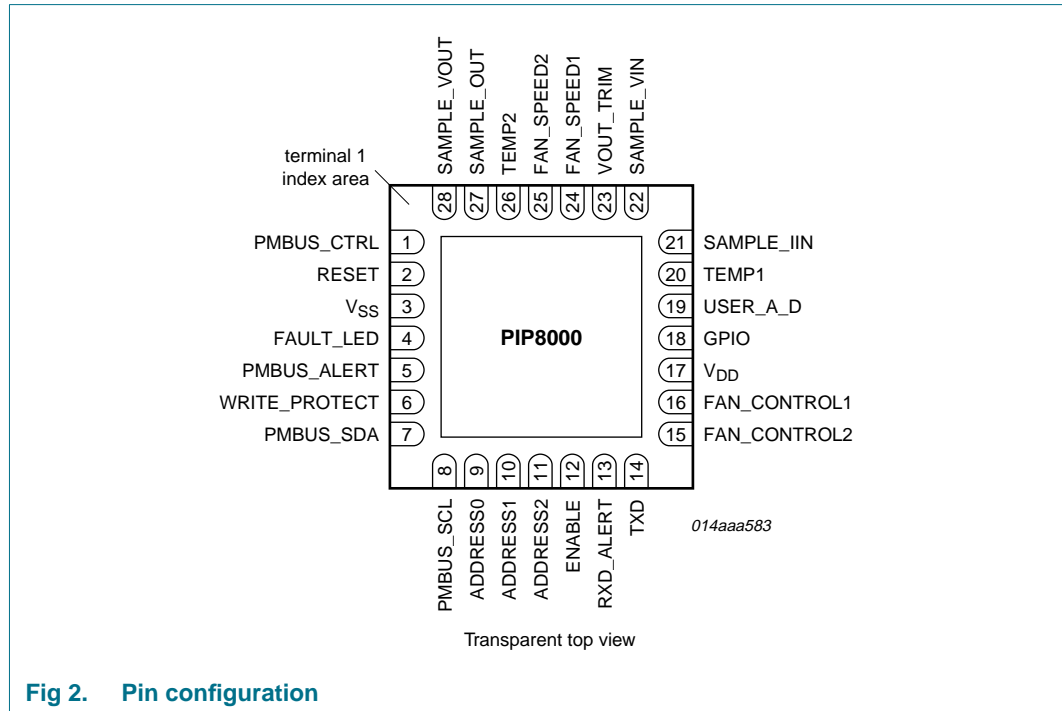 SAMPLE_VOUT
SAMPLE_OUT
TEMP2
FAN_SPEED2
FAN_SPEED1
VOUT_TRIM
SAMPLE_VIN
terminal 1
index area
28 27 26 25 24 23 22
PMBUS_CTRL 1
RESET 2
VSS 3
FAULT_LED 4
PMBUS_ALERT 5
WRITE_PROTECT 6
PMBUS_SDA 7
PIP8000
21 SAMPLE_IIN
20 TEMP1
19 USER_A_D
18 GPIO
17 VDD
16 FAN_CONTROL1
15 FAN_CONTROL2
8 9 10 11 12 13 14
PMBUS_SCL
ADDRESS0
ADDRESS1
ADDRESS2
ENABLE
RXD_ALERT
TXD
014aaa583
Transparent top view
Fig 2. Pin configuration